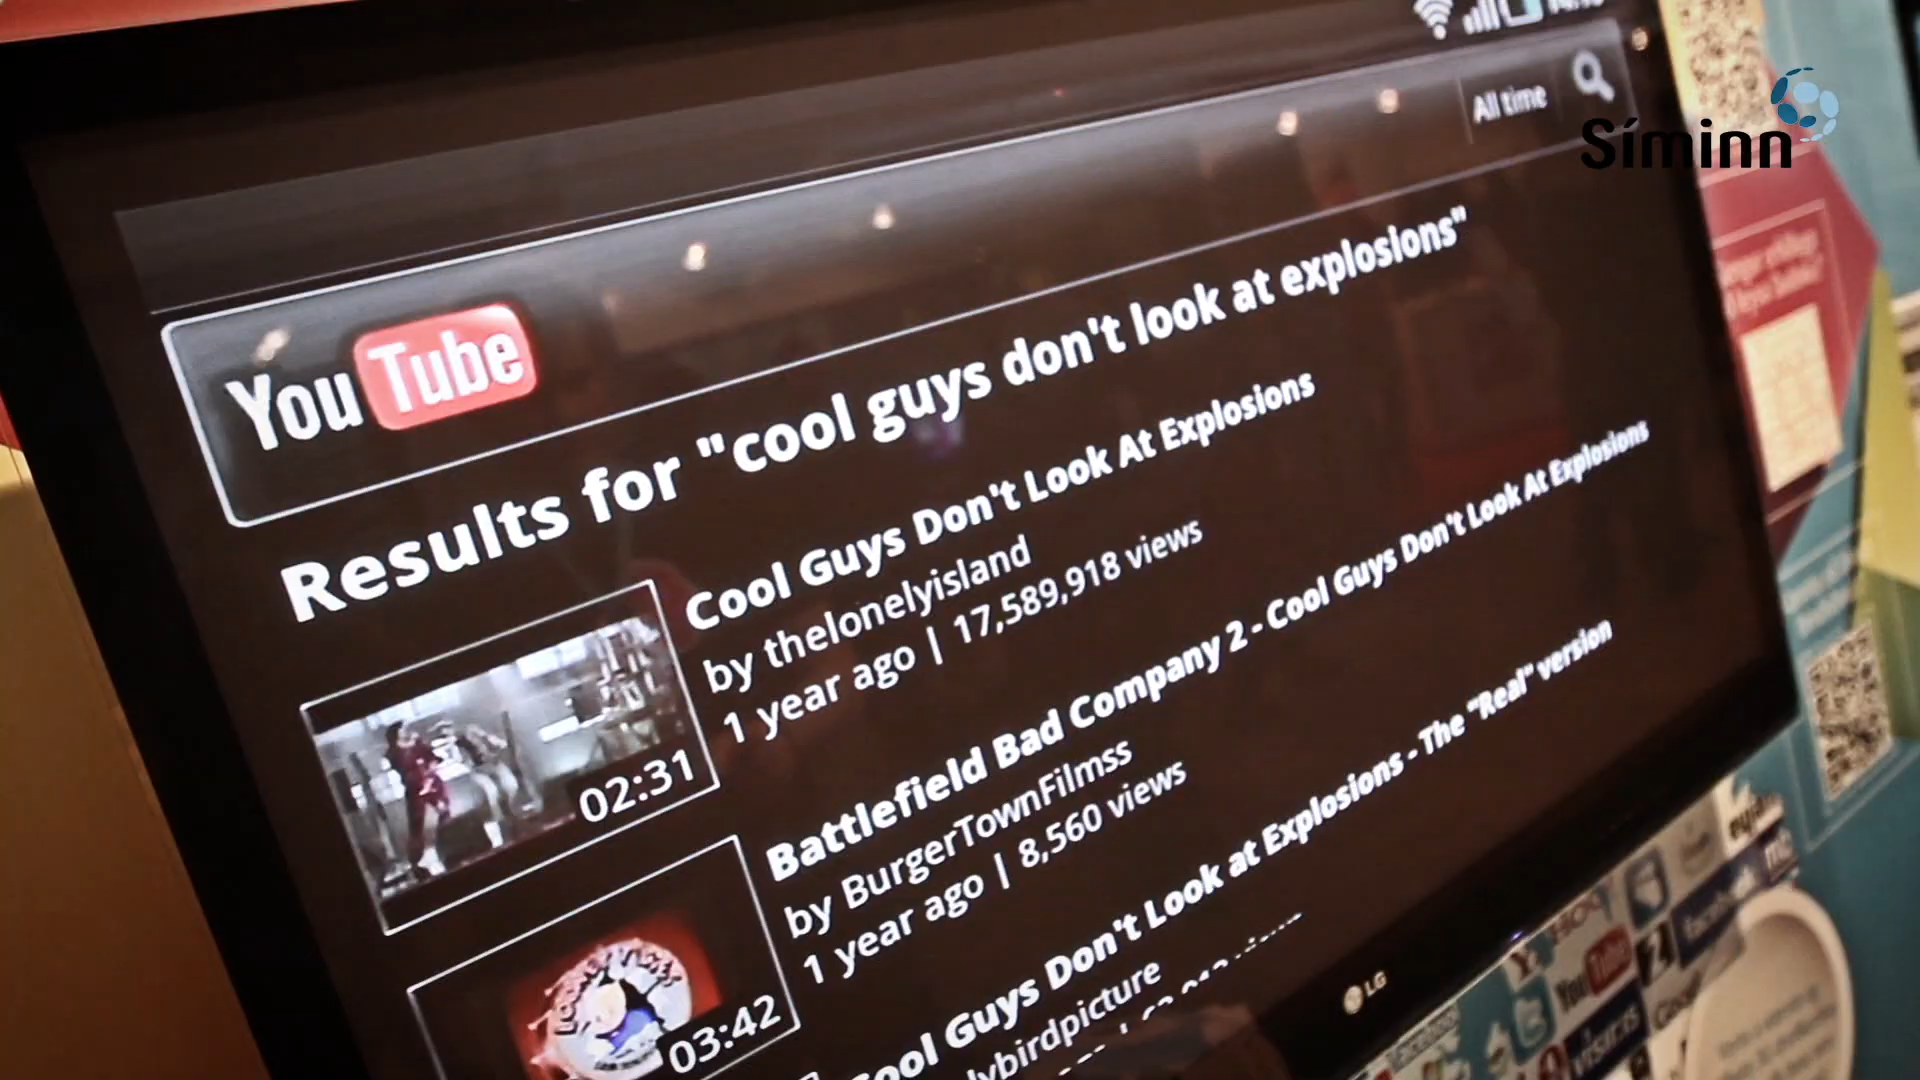 All time
Síminn
YouTube
Results for "cool guys don't look at explosions"
Cool Guys Don't Look At Explosions
by thelonelyisland
1 year ago | 17,589,918 views
02:31
Battlefield Bad Company 2 - Cool Guys Don't Look At Explosions
by BurgerTownFilmss
1 year ago | 8,560 views
03:42
Cool Guys Don't Look at Explosions - The "Real" version
LG
YouTube